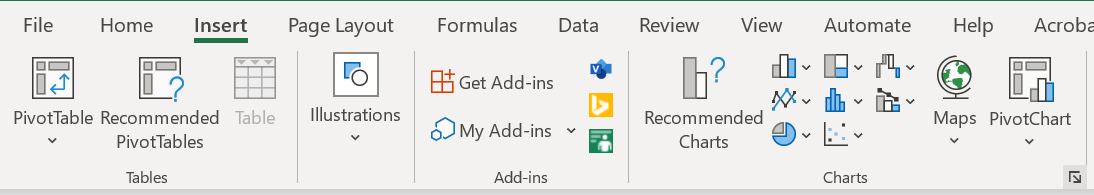 File Home Insert Page Layout Formulas Data Review View Automate Help Acroba
PivotTable
Recommended
PivotTables
Table
Illustrations
Get Add-ins
My Add-ins
Recommended
Charts
Maps
PivotChart
Tables
Add-ins
Charts